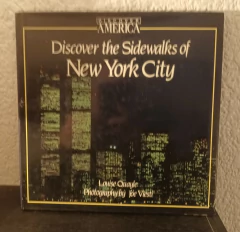 AMERICA
Discover the Sidewalks of
New York City
Louise Quayle
Photography by Joe Viesti